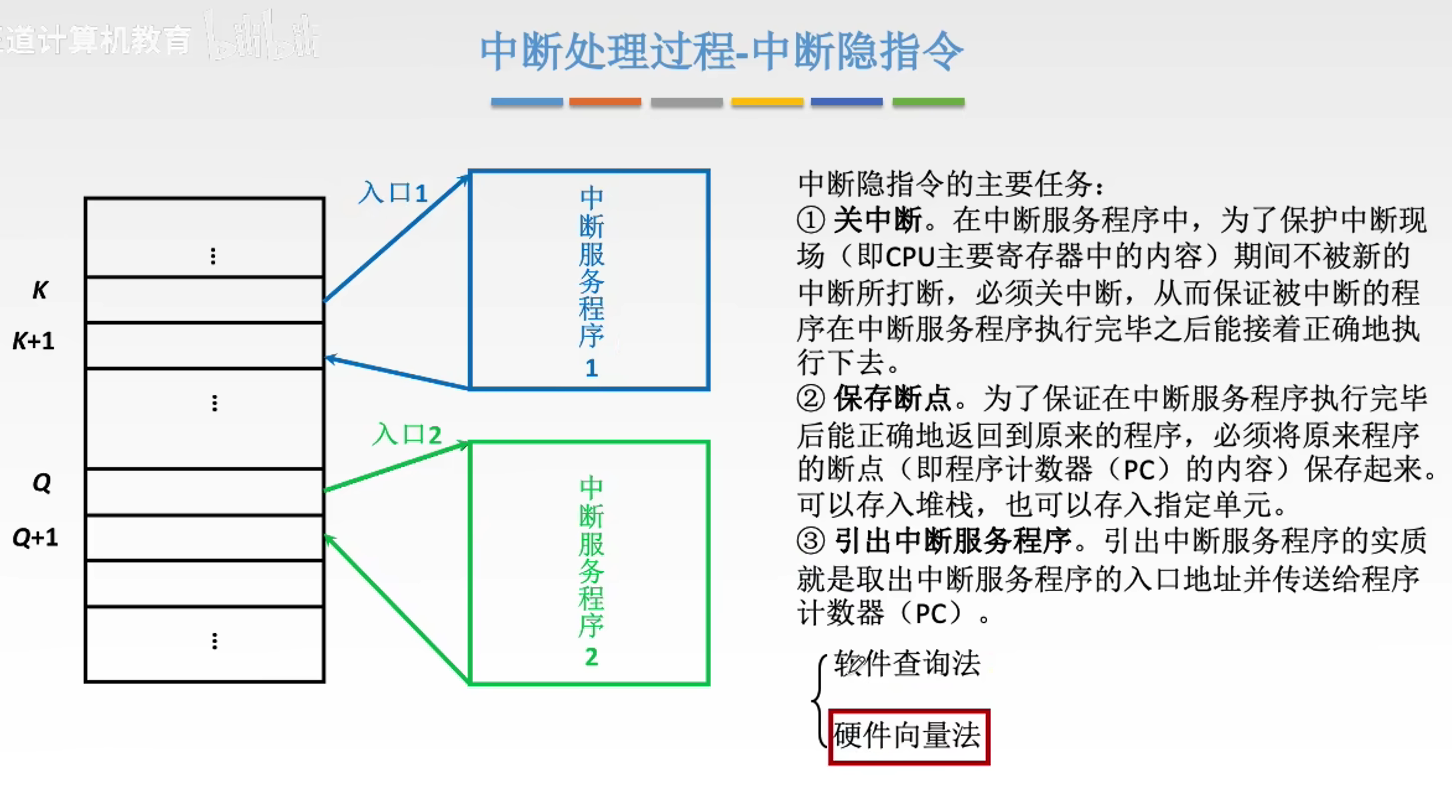 道计算机教育
bilibili
中断处理过程-中断隐指令
⋮
K
K+1
⋮
Q
Q+1
⋮
入口1
中断服务程序1
入口2
中断服务程序2
中断隐指令的主要任务：
① 关中断。在中断服务程序中，为了保护中断现
场（即CPU主要寄存器中的内容）期间不被新的
中断所打断，必须关中断，从而保证被中断的程
序在中断服务程序执行完毕之后能接着正确地执
行下去。
② 保存断点。为了保证在中断服务程序执行完毕
后能正确地返回到原来的程序，必须将原来程序
的断点（即程序计数器（PC）的内容）保存起来。
可以存入堆栈，也可以存入指定单元。
③ 引出中断服务程序。引出中断服务程序的实质
就是取出中断服务程序的入口地址并传送给程序
计数器（PC）。
软件查询法
硬件向量法